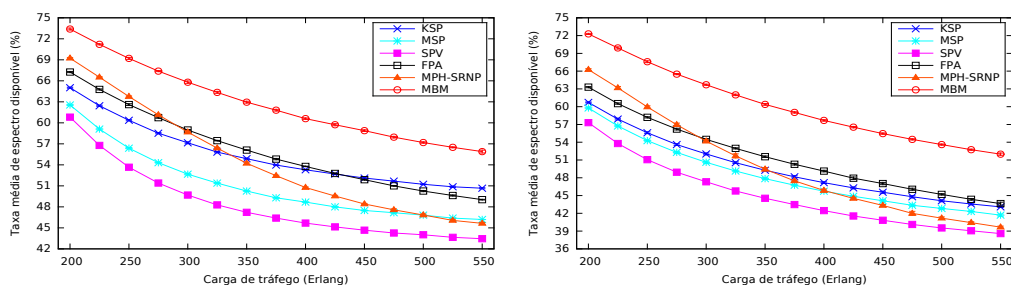 Taxa média de espectro disponível (%)
75
72
69
66
63
60
57
54
51
48
45
42
200 250 300 350 400 450 500 550
Carga de tráfego (Erlang)
KSP
MSP
SPV
FPA
MPH-SRNP
MBM
Taxa média de espectro disponível (%)
75
72
69
66
63
60
57
54
51
48
45
42
39
36
200 250 300 350 400 450 500 550
Carga de tráfego (Erlang)
KSP
MSP
SPV
FPA
MPH-SRNP
MBM